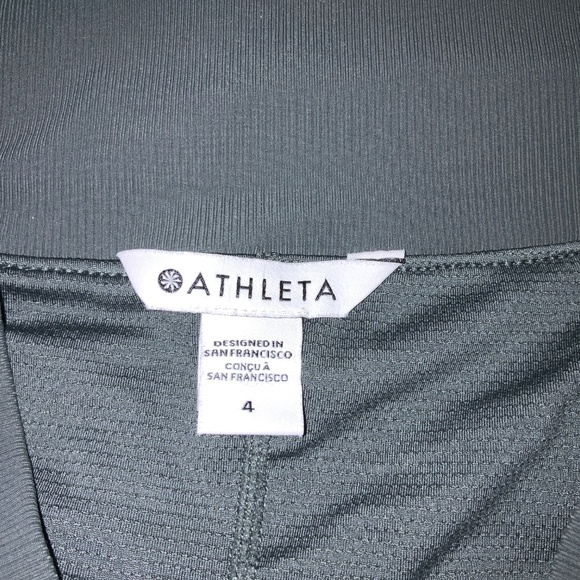 ATHLETA
DESIGNED IN
SAN FRANCISCO
CONÇU À
SAN FRANCISCO
4